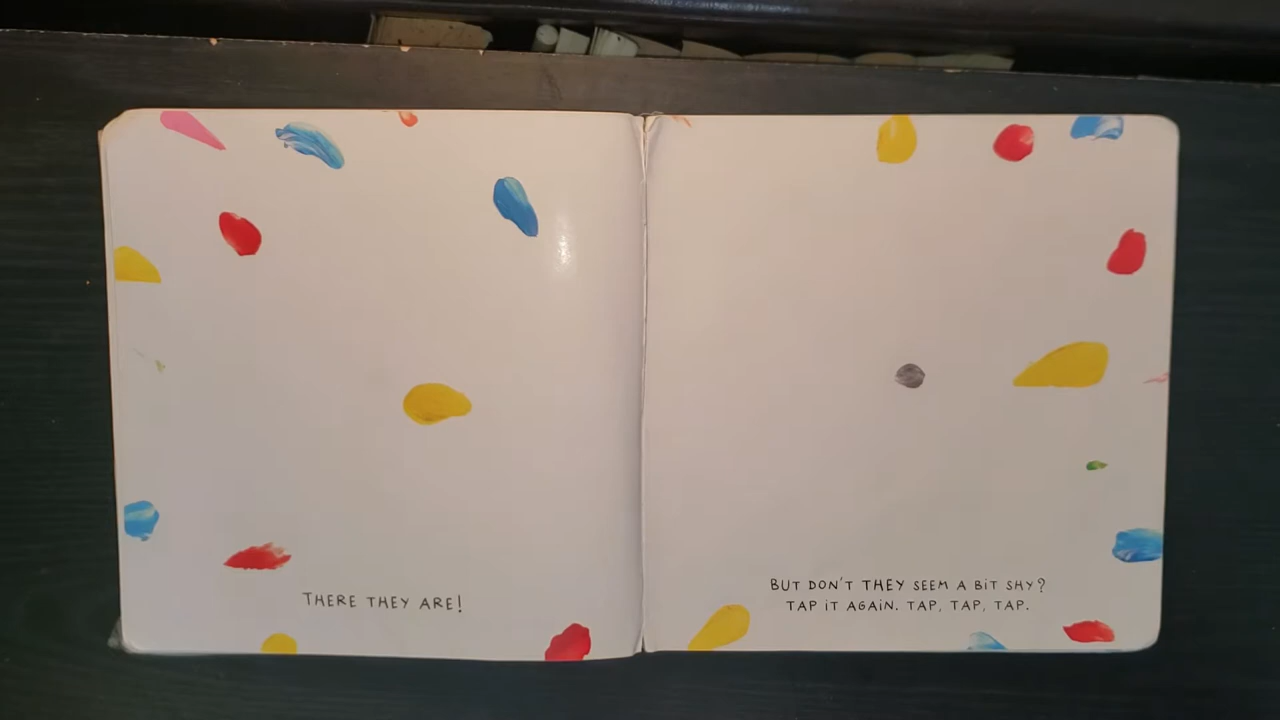 THERE THEY ARE!
BUT DON'T THEY SEEM A BIT SHY?
TAP IT AGAIN. TAP, TAP, TAP.